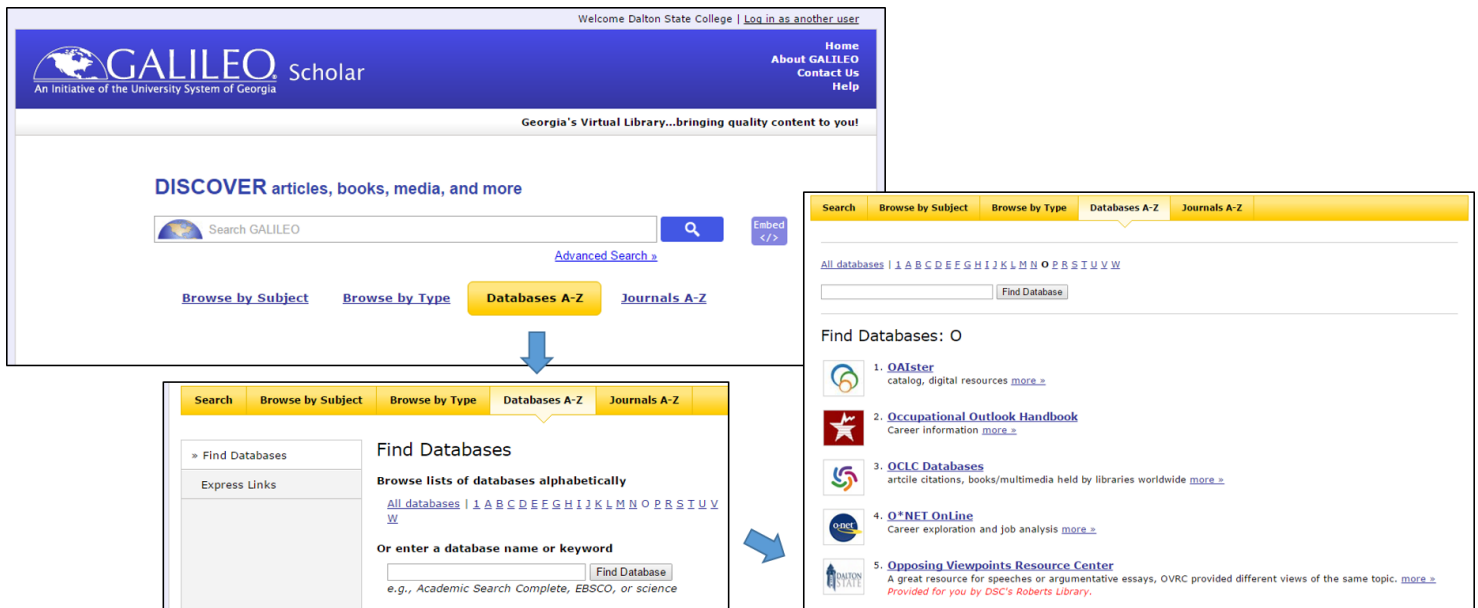 Welcome Dalton State College | Log in as another user
GALILEO® Scholar
An Initiative of the University System of Georgia
Home
About GALILEO
Contact Us
Help
Georgia's Virtual Library...bringing quality content to you!
DISCOVER articles, books, media, and more
Search GALILEO
Embed
</>
Advanced Search »
Browse by Subject Browse by Type Databases A-Z Journals A-Z
Search Browse by Subject Browse by Type Databases A-Z Journals A-Z
» Find Databases
Express Links
Find Databases
Browse lists of databases alphabetically
All databases | 1 A B C D E F G H I J K L M N O P R S T U V
W
Or enter a database name or keyword
Find Database
e.g., Academic Search Complete, EBSCO, or science
Search Browse by Subject Browse by Type Databases A-Z Journals A-Z
All databases | 1 A B C D E F G H I J K L M N O P R S T U V W
Find Database
Find Databases: O
1. OAIster
catalog, digital resources more »
2. Occupational Outlook Handbook
Career information more »
3. OCLC Databases
artcile citations, books/multimedia held by libraries worldwide more »
o·net
4. O*NET OnLine
Career exploration and job analysis more »
DALTON
STATE
5. Opposing Viewpoints Resource Center
A great resource for speeches or argumentative essays, OVRC provided different views of the same topic. more »
Provided for you by DSC's Roberts Library.